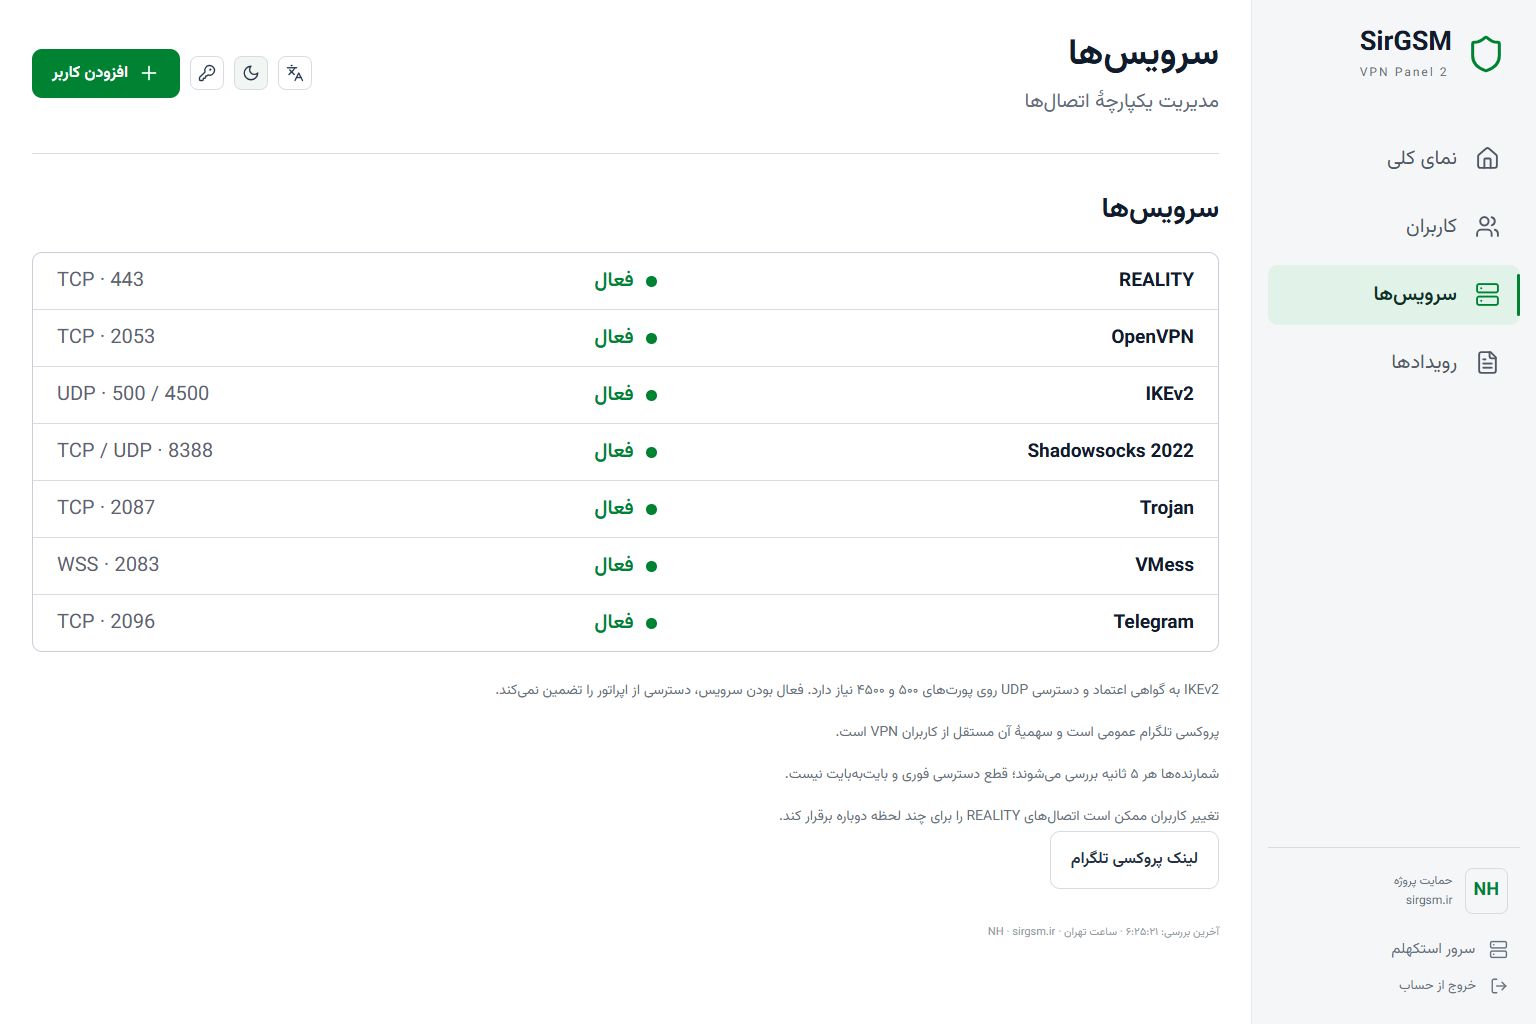 SirGSM
VPN Panel 2
نمای کلی
کاربران
سرویس‌ها
رویدادها
حمایت پروژه
sirgsm.ir
NH
سرور استکهلم
خروج از حساب
سرویس‌ها
مدیریت یکپارچهٔ اتصال‌ها
افزودن کاربر
سرویس‌ها
REALITY فعال TCP · 443
OpenVPN فعال TCP · 2053
IKEv2 فعال UDP · 500 / 4500
Shadowsocks 2022 فعال TCP / UDP · 8388
Trojan فعال TCP · 2087
VMess فعال WSS · 2083
Telegram فعال TCP · 2096
IKEv2 به گواهی اعتماد و دسترسی UDP روی پورت‌های ۵۰۰ و ۴۵۰۰ نیاز دارد. فعال بودن سرویس، دسترسی از اپراتور را تضمین نمی‌کند.
پروکسی تلگرام عمومی است و سهمیهٔ آن مستقل از کاربران VPN است.
شمارنده‌ها هر ۵ ثانیه بررسی می‌شوند؛ قطع دسترسی فوری و بایت‌به‌بایت نیست.
تغییر کاربران ممکن است اتصال‌های REALITY را برای چند لحظه دوباره برقرار کند.
لینک پروکسی تلگرام
آخرین بررسی: ۶:۲۵:۲۱ · ساعت تهران · NH · sirgsm.ir